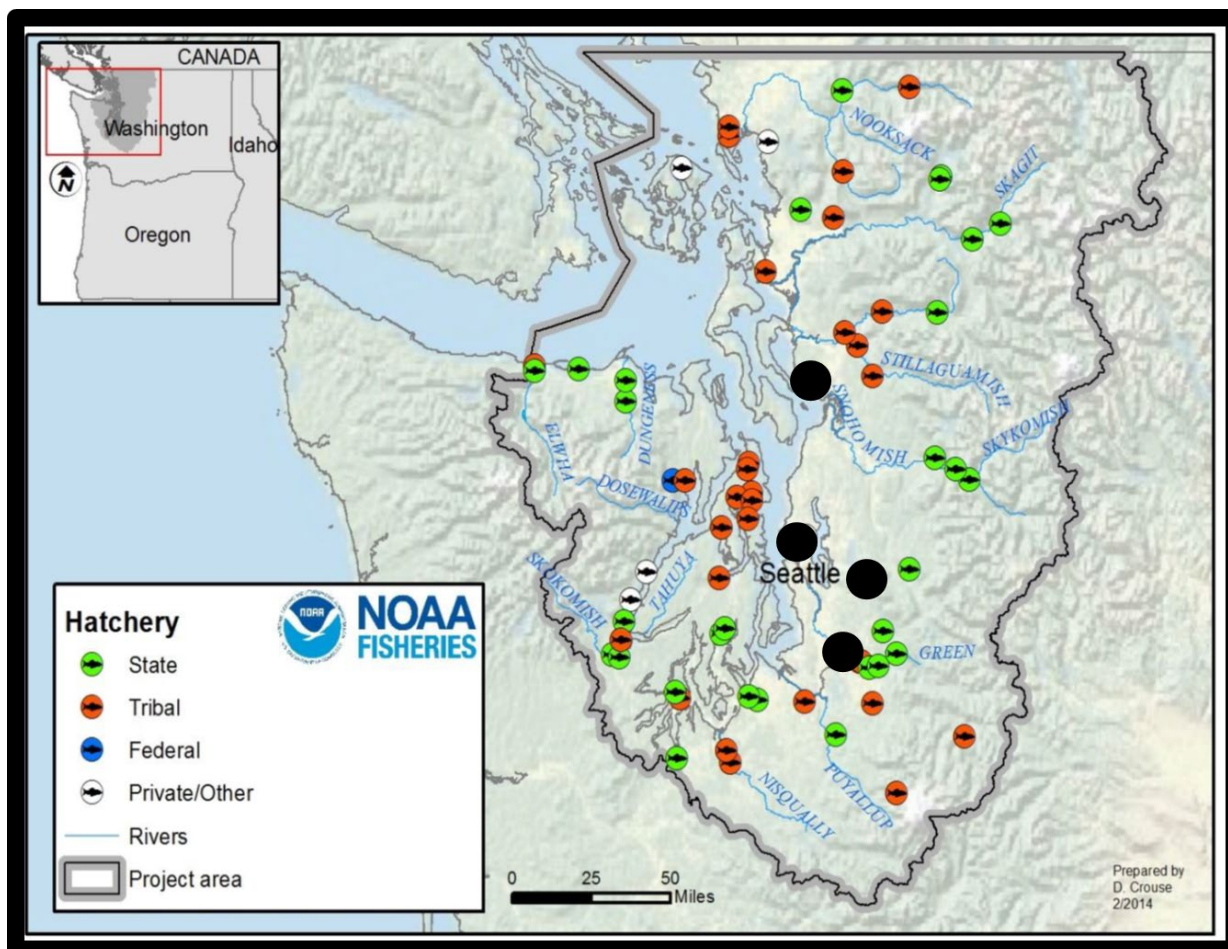 CANADA
Washington
Idaho
N
Oregon
NOOKSACK
SKAGIT
STILLAGUAMISH
SNOHOMISH
SKYKOMISH
DUNGENESS
ELWHA
DOSEWALLIPS
Seattle
SKOKOMISH
TAHUYA
GREEN
PUYALLUP
NISQUALLY
Hatchery
NOAA
NOAA
FISHERIES
State
Tribal
Federal
Private/Other
Rivers
Project area
0 25 50
Miles
Prepared by
D. Crouse
2/2014